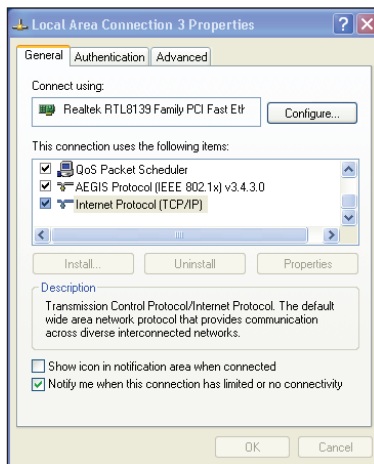 Local Area Connection 3 Properties
General Authentication Advanced
Connect using:
Realtek RTL8139 Family PCI Fast Eth
Configure...
This connection uses the following items:
QoS Packet Scheduler
AEGIS Protocol (IEEE 802.1x) v3.4.3.0
Internet Protocol (TCP/IP)
Install... Uninstall Properties
Description
Transmission Control Protocol/Internet Protocol. The default
wide area network protocol that provides communication
across diverse interconnected networks.
Show icon in notification area when connected
Notify me when this connection has limited or no connectivity
OK Cancel